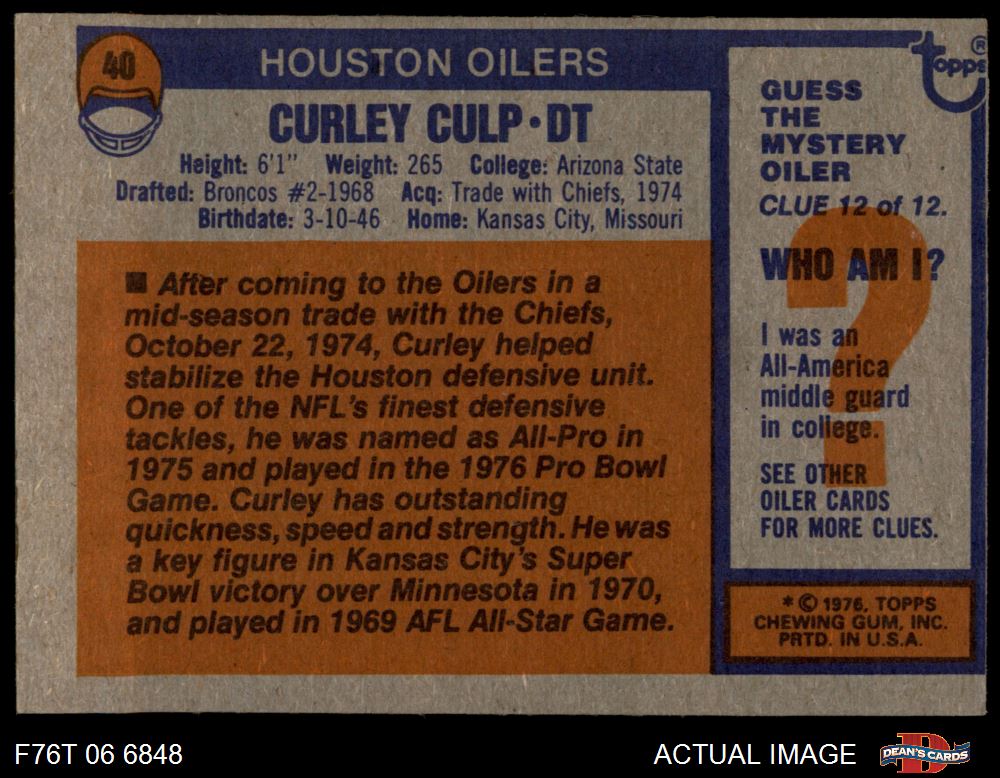 40
HOUSTON OILERS
CURLEY CULP • DT
Height: 6'1" Weight: 265 College: Arizona State
Drafted: Broncos #2-1968 Acq: Trade with Chiefs, 1974
Birthdate: 3-10-46 Home: Kansas City, Missouri
■ After coming to the Oilers in a
mid-season trade with the Chiefs,
October 22, 1974, Curley helped
stabilize the Houston defensive unit.
One of the NFL's finest defensive
tackles, he was named as All-Pro in
1975 and played in the 1976 Pro Bowl
Game. Curley has outstanding
quickness, speed and strength. He was
a key figure in Kansas City's Super
Bowl victory over Minnesota in 1970,
and played in 1969 AFL All-Star Game.
topps ®
GUESS
THE
MYSTERY
OILER
CLUE 12 of 12.
WHO AM I?
?
I was an
All-America
middle guard
in college.
SEE OTHER
OILER CARDS
FOR MORE CLUES.
* © 1976, TOPPS
CHEWING GUM, INC.
PRTD. IN U.S.A.
F76T 06 6848
ACTUAL IMAGE
D
DEAN'S CARDS